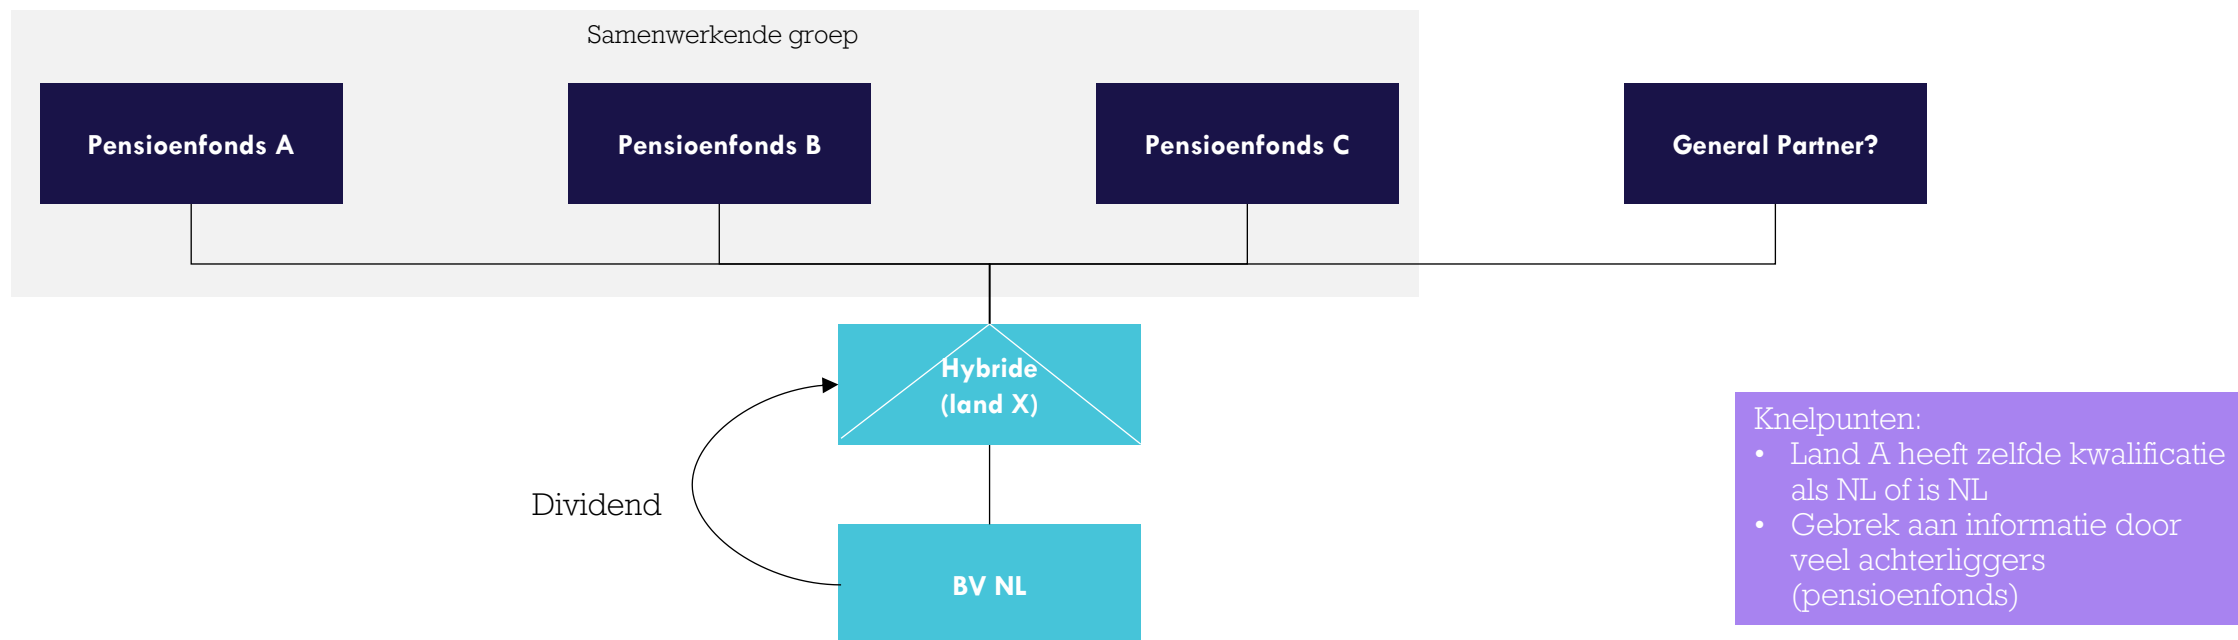 Samenwerkende groep
Pensioenfonds A
Pensioenfonds B
Pensioenfonds C
General Partner?
Hybride
(land X)
Dividend
BV NL
Knelpunten:
• Land A heeft zelfde kwalificatie
als NL of is NL
• Gebrek aan informatie door
veel achterliggers
(pensioenfonds)